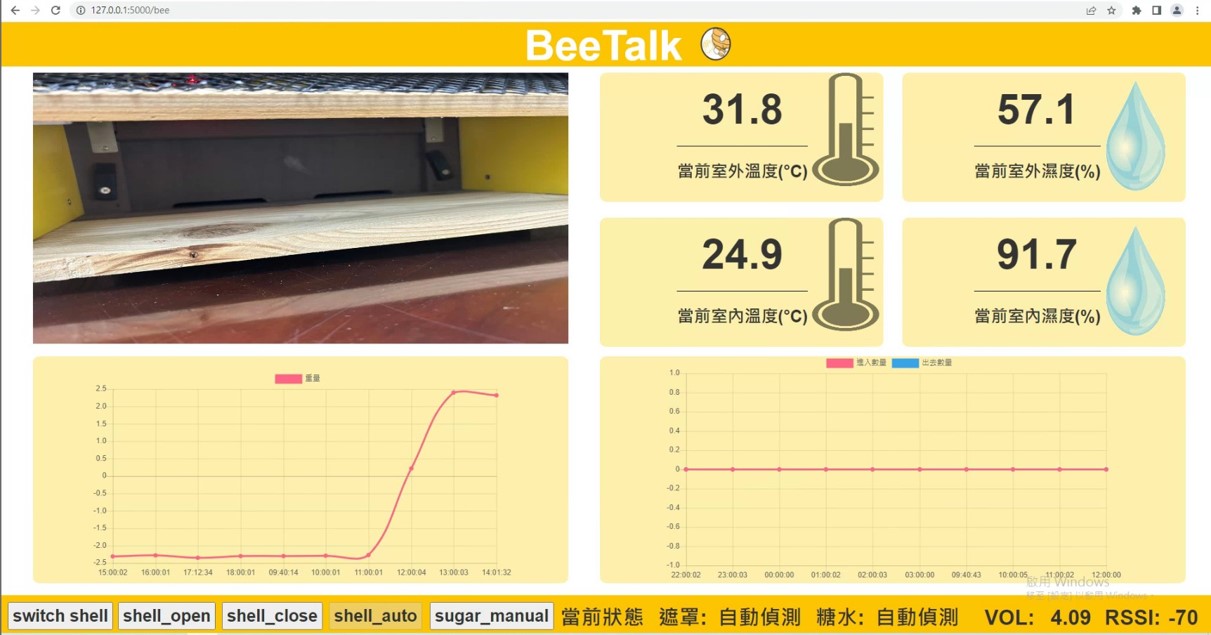 127.0.0.1:5000/bee
BeeTalk
31.8
當前室外溫度(°C)
57.1
當前室外濕度(%)
24.9
當前室內溫度(°C)
91.7
當前室內濕度(%)
重量
2.5
2.0
1.5
1.0
0.5
0
-0.5
-1.0
-1.5
-2.0
-2.5
15:00:02 16:00:01 17:12:34 18:00:01 09:40:14 10:00:01 11:00:01 12:00:04 13:00:03 14:01:32
進入數量 出去數量
1.0
0.8
0.6
0.4
0.2
0
-0.2
-0.4
-0.6
-0.8
-1.0
22:00:02 23:00:03 00:00:00 01:00:02 02:00:03 03:00:00 09:40:43 10:00:05 11:00:02 12:00:00
啟用 Windows
switch shell shell_open shell_close shell_auto sugar_manual 當前狀態 遮罩: 自動偵測 糖水: 自動偵測 VOL: 4.09 RSSI: -70